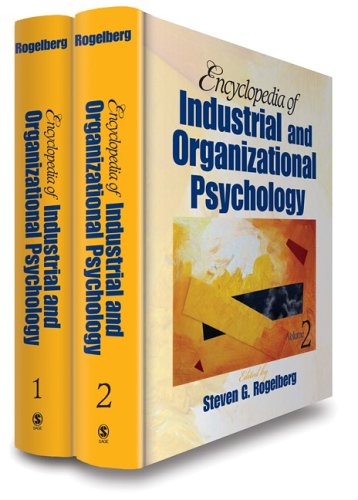 Rogelberg
Encyclopedia of
Industrial and
Organizational Psychology
1
SAGE
Rogelberg
Encyclopedia of
Industrial and
Organizational Psychology
2
SAGE
Encyclopedia of
Industrial and
Organizational
Psychology
Volume 2
Edited by
Steven G. Rogelberg